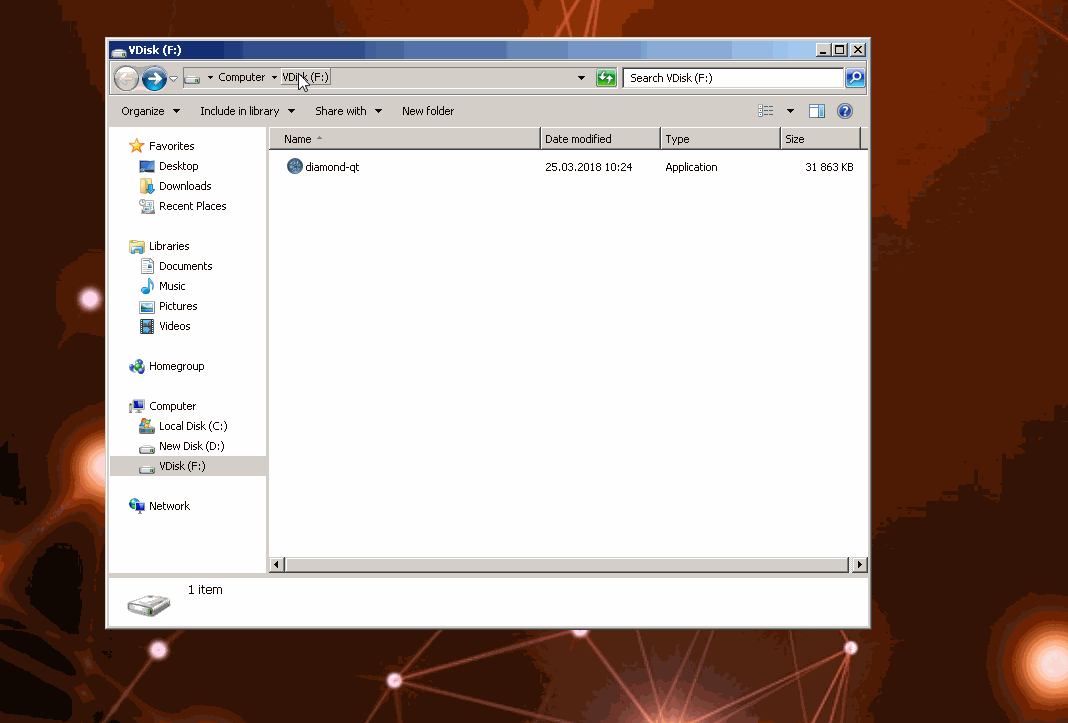 VDisk (F:)
Computer VDisk (F:) Search VDisk (F:)
Organize Include in library Share with New folder
Name Date modified Type Size
diamond-qt 25.03.2018 10:24 Application 31 863 KB
Favorites
Desktop
Downloads
Recent Places
Libraries
Documents
Music
Pictures
Videos
Homegroup
Computer
Local Disk (C:)
New Disk (D:)
VDisk (F:)
Network
1 item